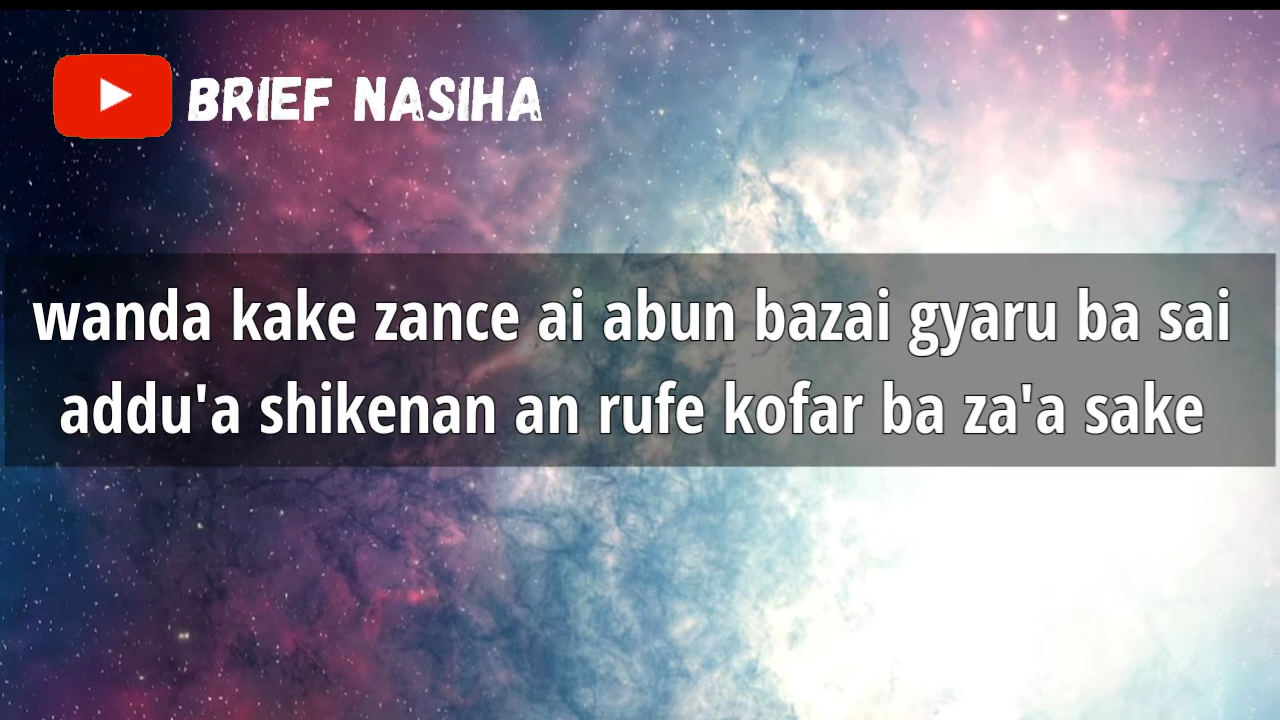 BRIEF NASIHA
wanda kake zance ai abun bazai gyaru ba sai
addu'a shikenan an rufe kofar ba za'a sake